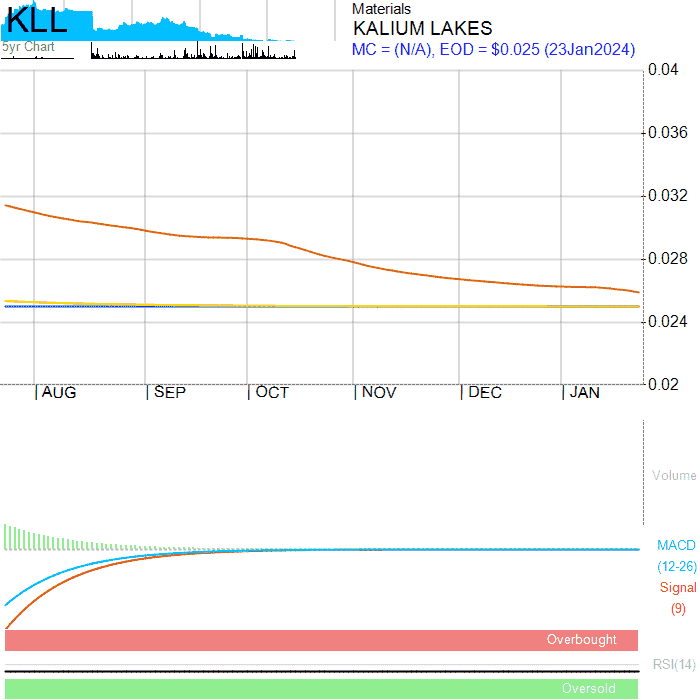 KLL
5yr Chart
Materials
KALIUM LAKES
MC = (N/A), EOD = $0.025 (23Jan2024)
0.04
0.036
0.032
0.028
0.024
0.02
AUG SEP OCT NOV DEC JAN
Volume
MACD
(12-26)
Signal
(9)
Overbought
RSI(14)
Oversold